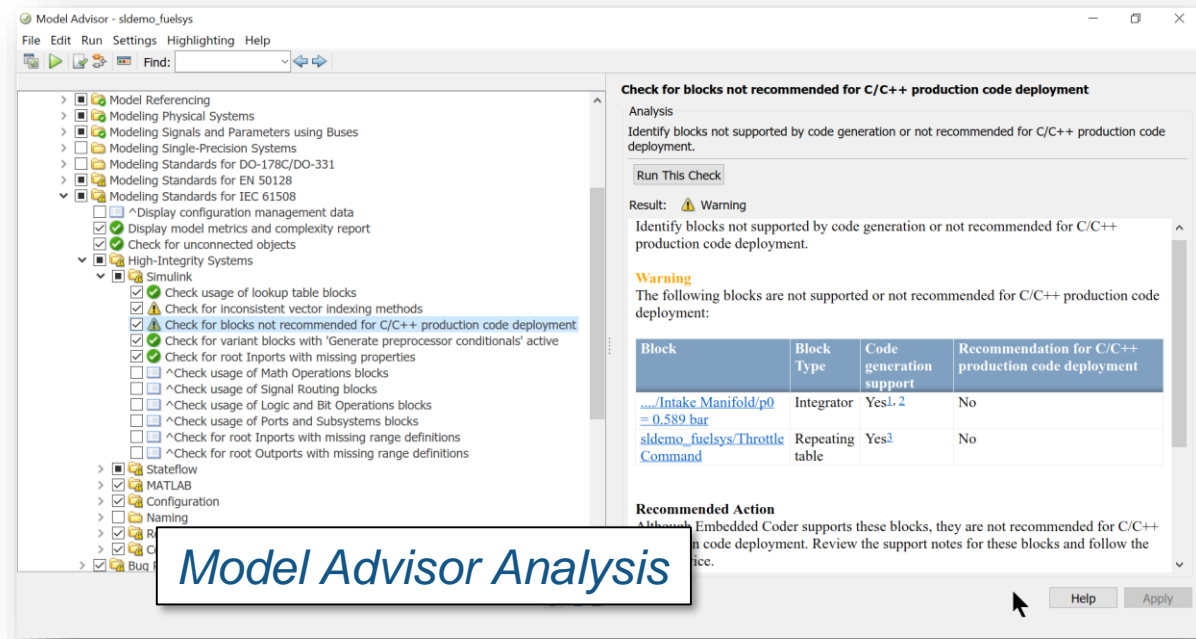 Model Advisor - sldemo_fuelsys
File Edit Run Settings Highlighting Help
Find:
Model Referencing
Modeling Physical Systems
Modeling Signals and Parameters using Buses
Modeling Single-Precision Systems
Modeling Standards for DO-178C/DO-331
Modeling Standards for EN 50128
Modeling Standards for IEC 61508
^Display configuration management data
Display model metrics and complexity report
Check for unconnected objects
High-Integrity Systems
Simulink
Check usage of lookup table blocks
Check for inconsistent vector indexing methods
Check for blocks not recommended for C/C++ production code deployment
Check for variant blocks with 'Generate preprocessor conditionals' active
Check for root Inports with missing properties
^Check usage of Math Operations blocks
^Check usage of Signal Routing blocks
^Check usage of Logic and Bit Operations blocks
^Check usage of Ports and Subsystems blocks
^Check for root Inports with missing range definitions
^Check for root Outports with missing range definitions
Stateflow
MATLAB
Configuration
Naming
Bug
Model Advisor Analysis
Check for blocks not recommended for C/C++ production code deployment
Analysis
Identify blocks not supported by code generation or not recommended for C/C++ production code
deployment.
Run This Check
Result: Warning
Identify blocks not supported by code generation or not recommended for C/C++
production code deployment.
Warning
The following blocks are not supported or not recommended for C/C++ production code
deployment:
Block Block Type Code generation support Recommendation for C/C++ production code deployment
..../Intake Manifold/p0 = 0.589 bar Integrator Yes1, 2 No
sldemo_fuelsys/Throttle Command Repeating table Yes3 No
Recommended Action
Although Embedded Coder supports these blocks, they are not recommended for C/C++
code deployment. Review the support notes for these blocks and follow the
Help Apply